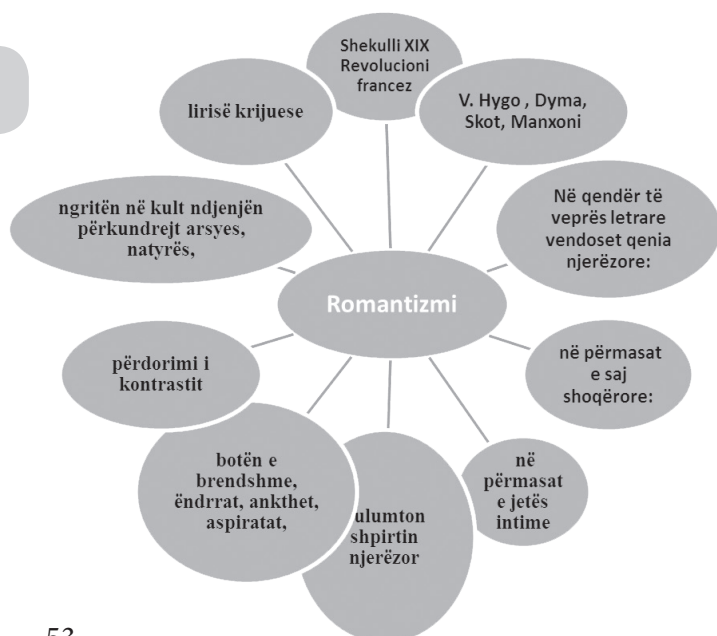 Shekulli XIX
Revolucioni
francez
V. Hygo , Dyma,
Skot, Manxoni
Në qendër të
veprës letrare
vendoset qenia
njerëzore:
në përmasat
e saj
shoqërore:
në
përmasat
e jetës
intime
ulumton
shpirtin
njerëzor
botën e
brendshme,
ëndrrat, ankthet,
aspiratat,
përdorimi i
kontrastit
ngritën në kult ndjenjën
përkundrejt arsyes,
natyrës,
lirisë krijuese
Romantizmi